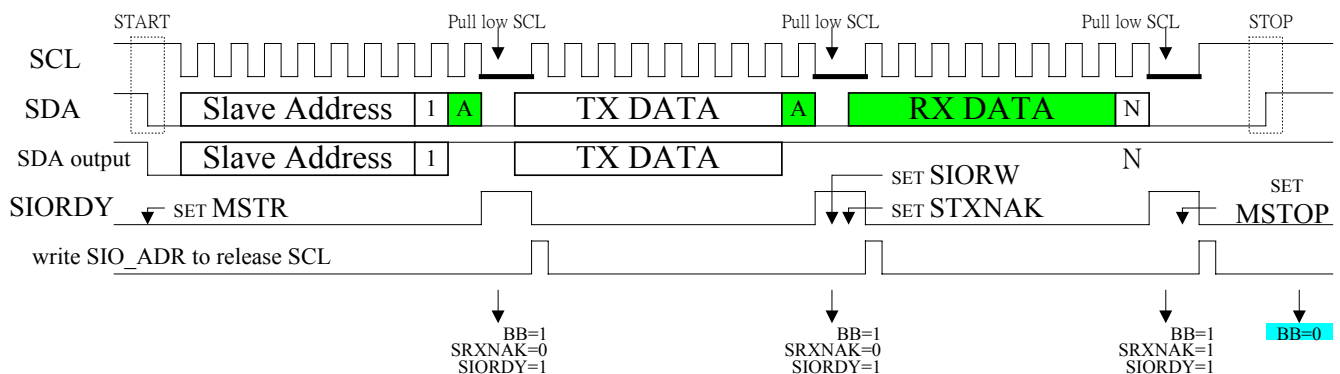 START Pull low SCL Pull low SCL Pull low SCL STOP
SCL
SDA Slave Address 1 A TX DATA A RX DATA N
SDA output Slave Address 1 TX DATA N
SIORDY SET MSTR SET SIORW SET STXNAK SET MSTOP
write SIO_ADR to release SCL
BB=1 BB=1 BB=1 BB=0
SRXNAK=0 SRXNAK=0 SRXNAK=1
SIORDY=1 SIORDY=1 SIORDY=1